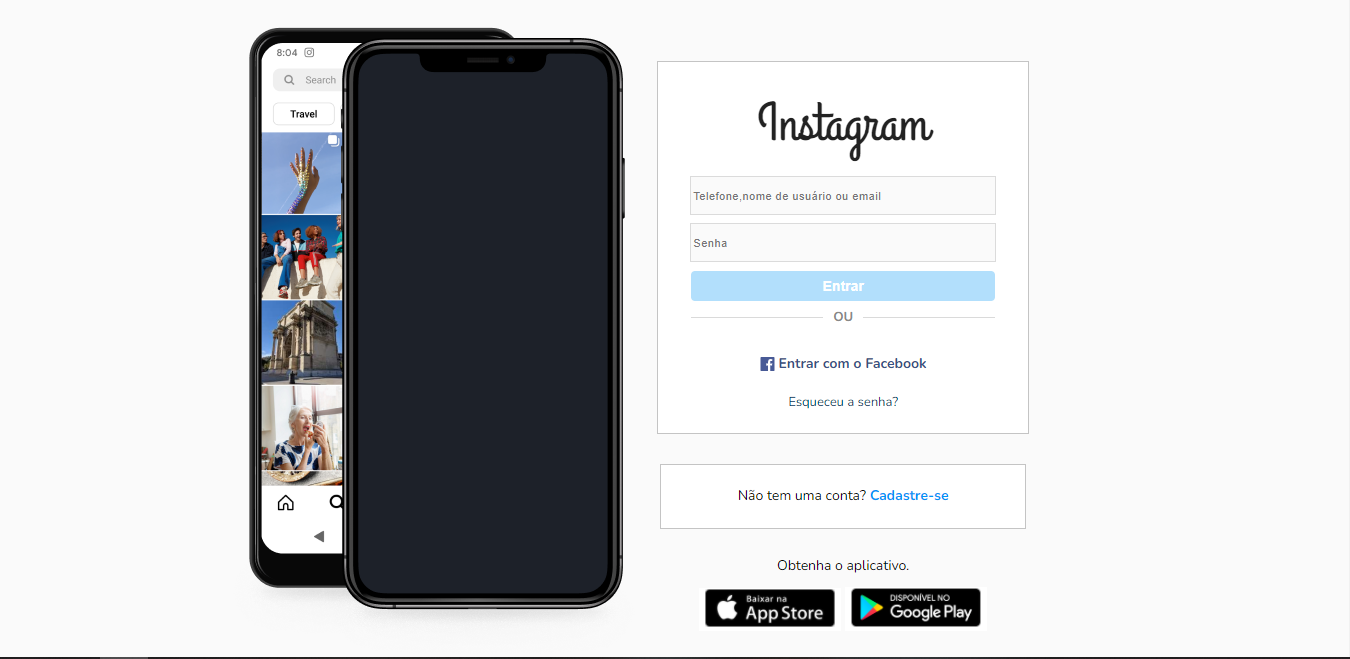 8:04
Search
Travel
Instagram
Telefone,nome de usuário ou email
Senha
Entrar
OU
Entrar com o Facebook
Esqueceu a senha?
Não tem uma conta? Cadastre-se
Obtenha o aplicativo.
Baixar na
App Store
DISPONÍVEL NO
Google Play